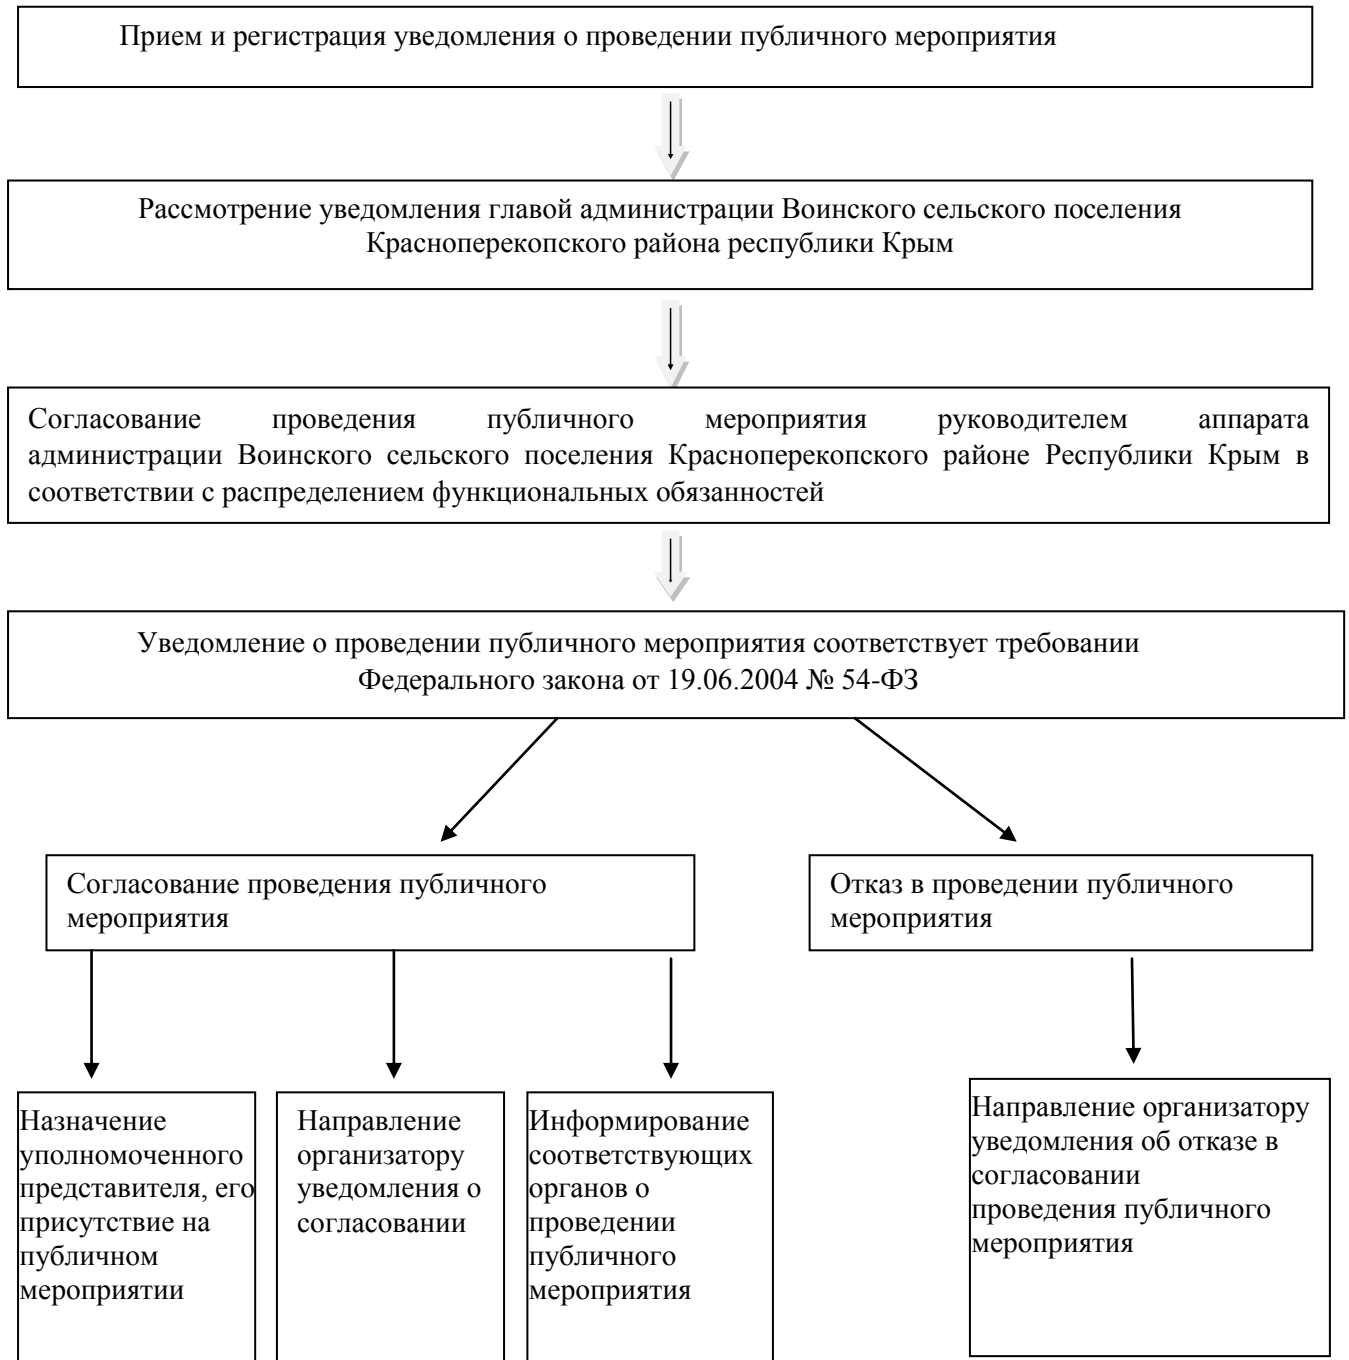 Прием и регистрация уведомления о проведении публичного мероприятия
Рассмотрение уведомления главой администрации Воинского сельского поселения
Красноперекопского района республики Крым
Согласование проведения публичного мероприятия руководителем аппарата
администрации Воинского сельского поселения Красноперекопского районе Республики Крым в
соответствии с распределением функциональных обязанностей
Уведомление о проведении публичного мероприятия соответствует требовании
Федерального закона от 19.06.2004 № 54-ФЗ
Согласование проведения публичного
мероприятия
Отказ в проведении публичного
мероприятия
Назначение
уполномоченного
представителя, его
присутствие на
публичном
мероприятии
Направление
организатору
уведомления о
согласовании
Информирование
соответствующих
органов о
проведении
публичного
мероприятия
Направление организатору
уведомления об отказе в
согласовании
проведения публичного
мероприятия